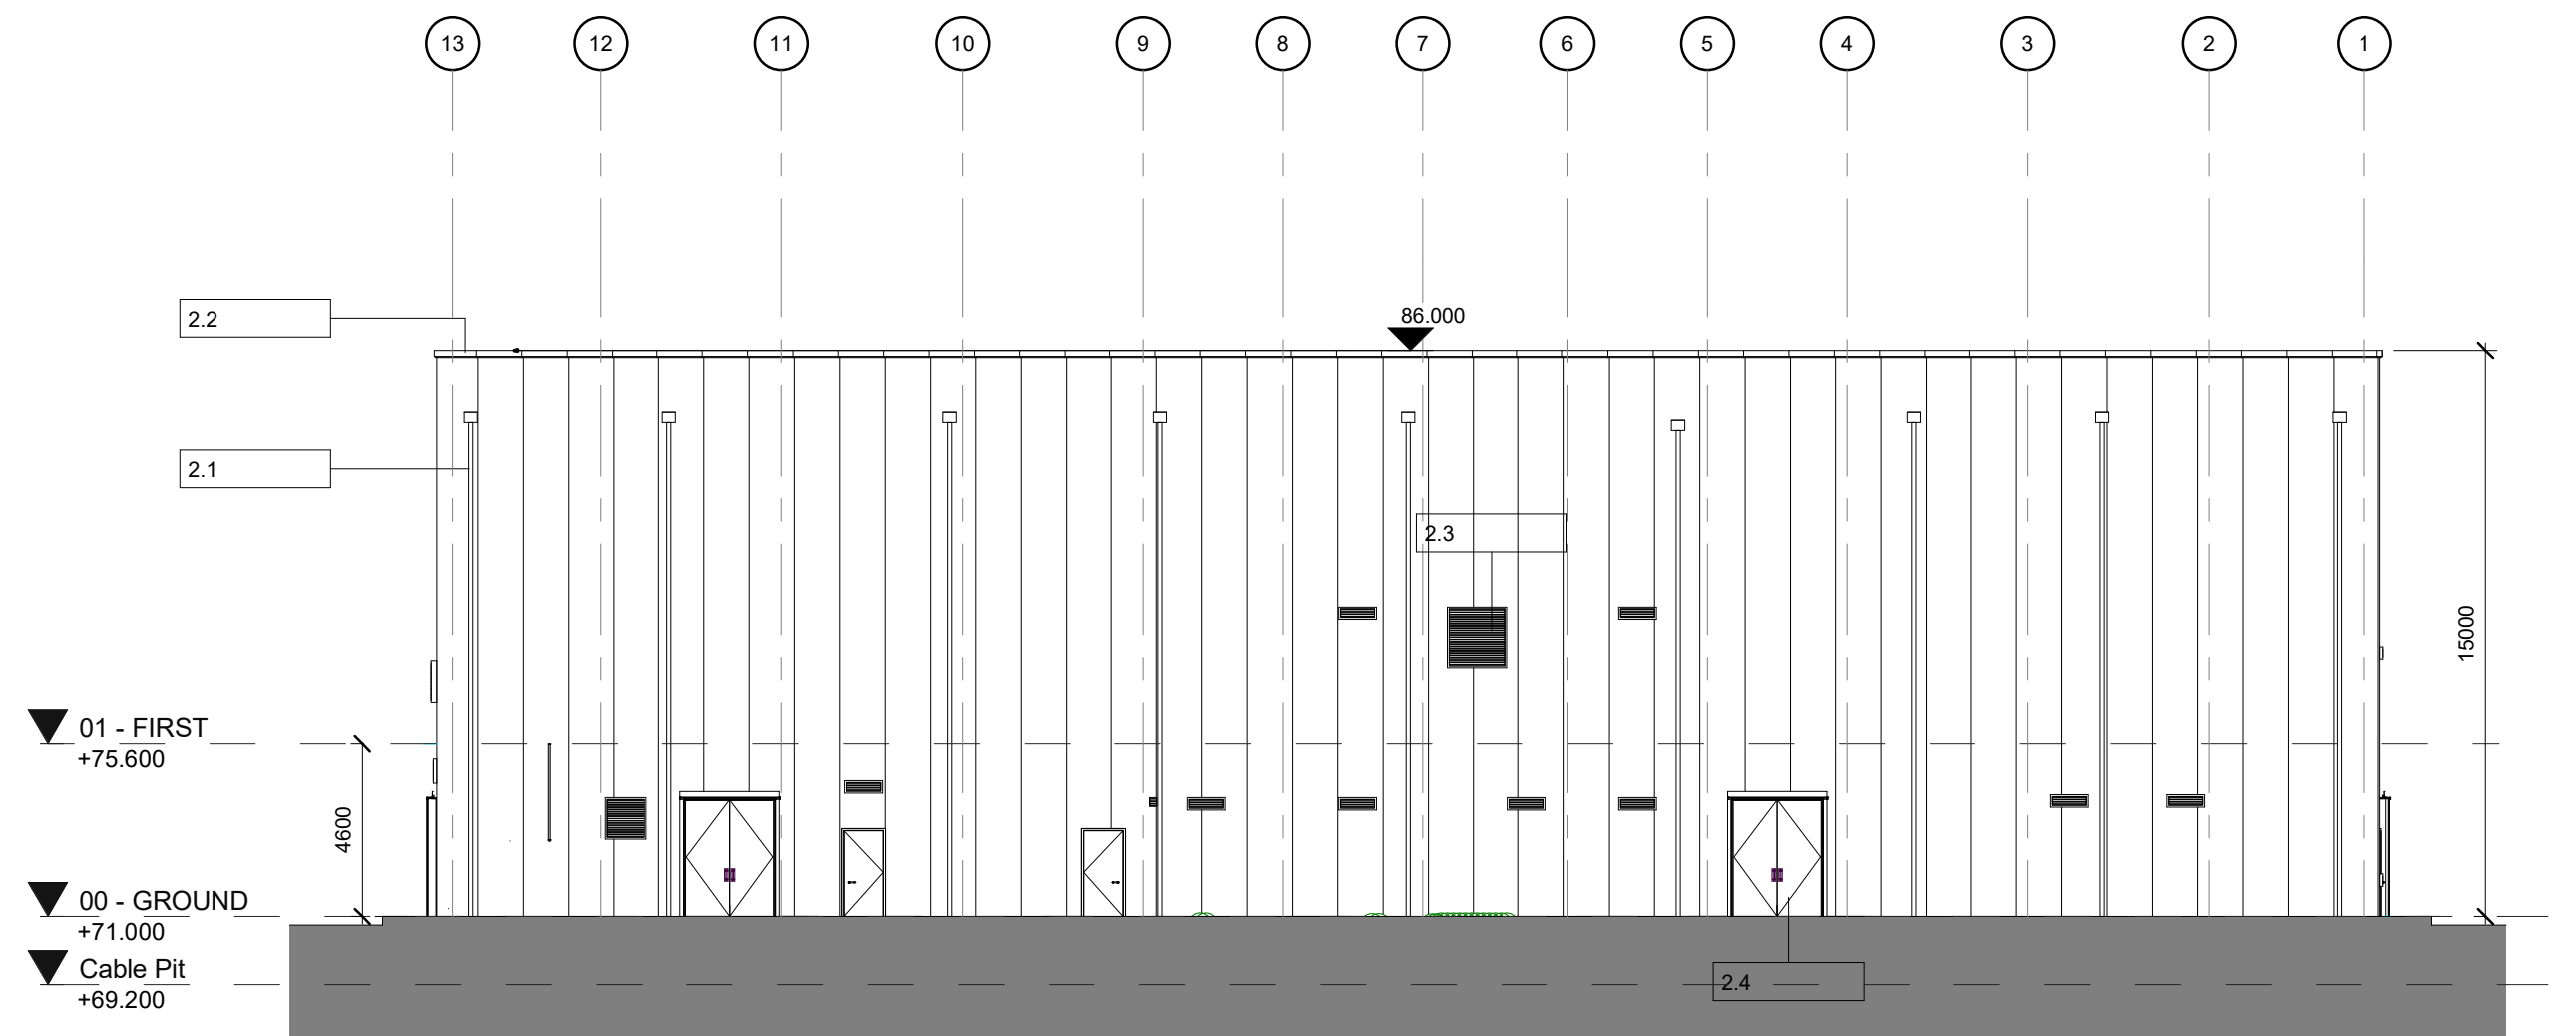 13 12 11 10 9 8 7 6 5 4 3 2 1
2.2
86.000
2.1
2.3
15000
01 - FIRST
+75.600
4600
00 - GROUND
+71.000
Cable Pit
+69.200
2.4